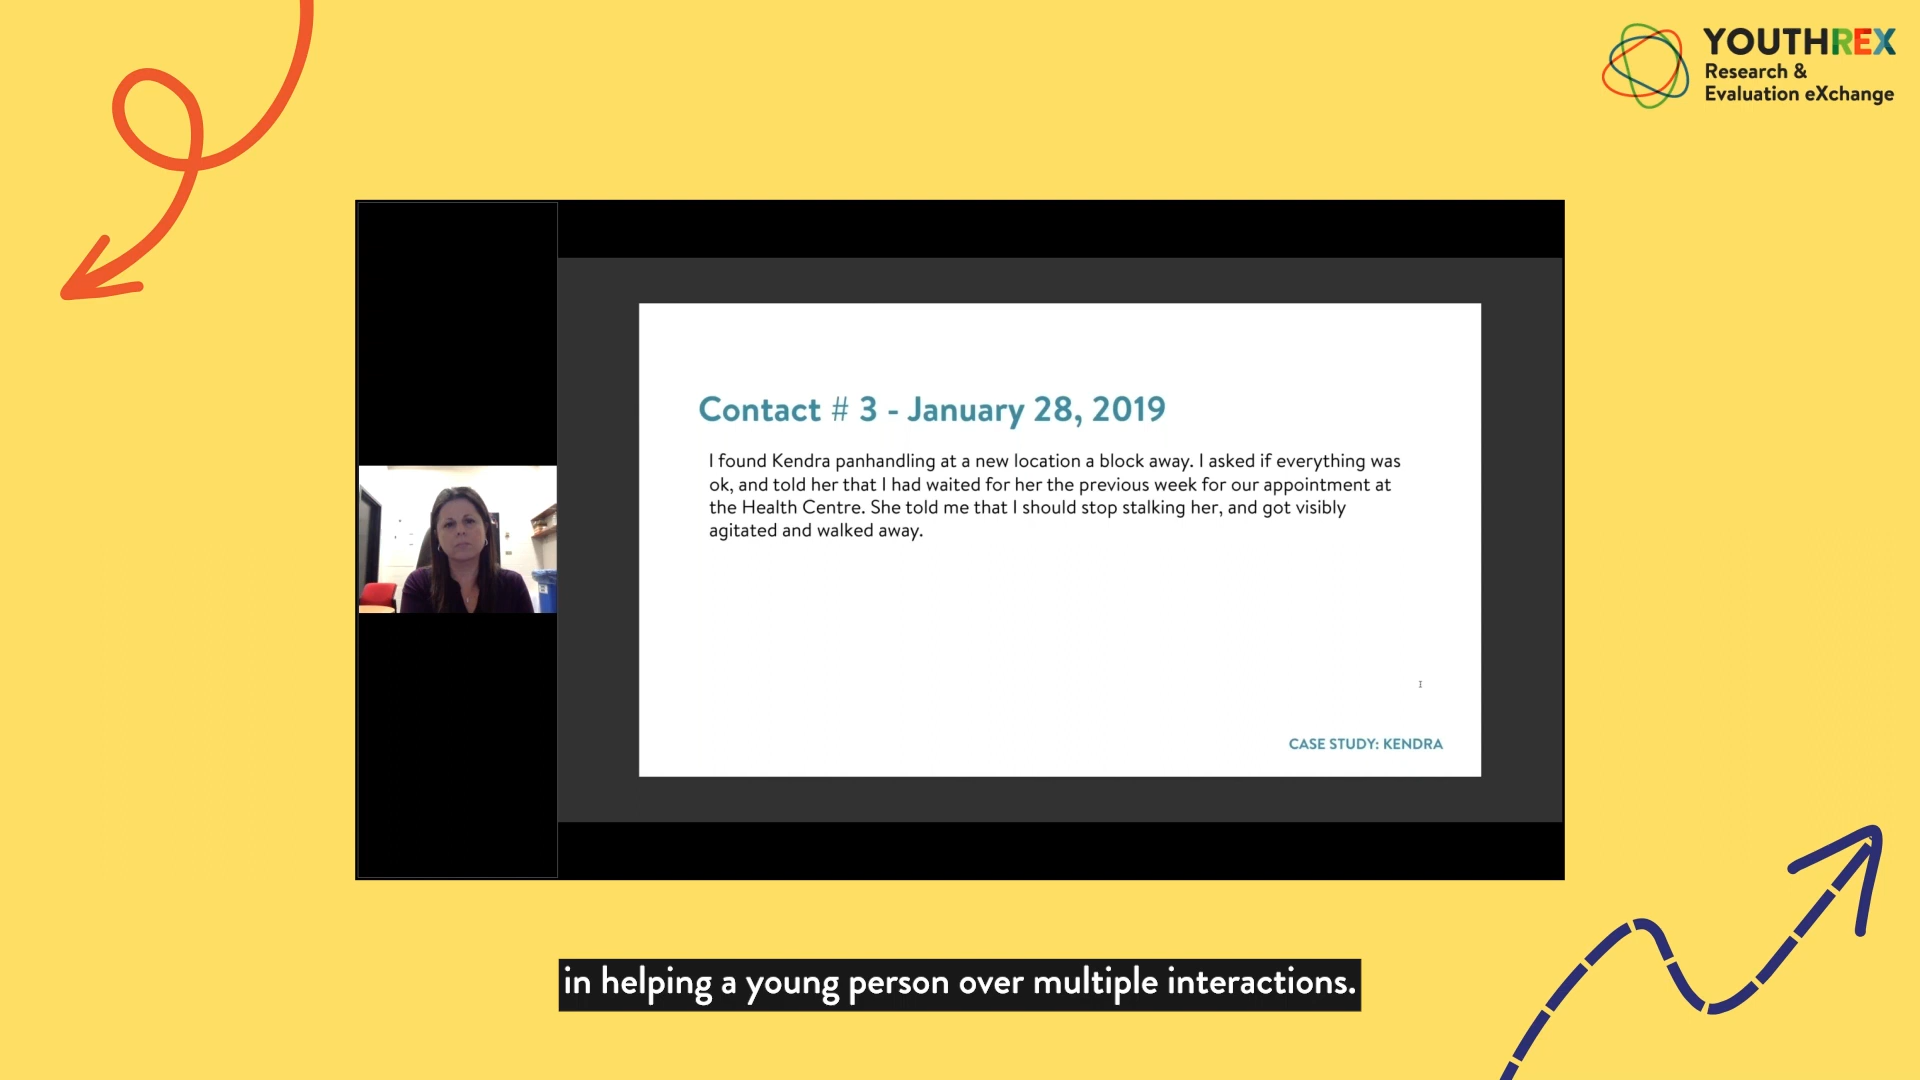 YOUTHREX
Research &
Evaluation eXchange
Contact # 3 - January 28, 2019
I found Kendra panhandling at a new location a block away. I asked if everything was
ok, and told her that I had waited for her the previous week for our appointment at
the Health Centre. She told me that I should stop stalking her, and got visibly
agitated and walked away.
CASE STUDY: KENDRA
in helping a young person over multiple interactions.